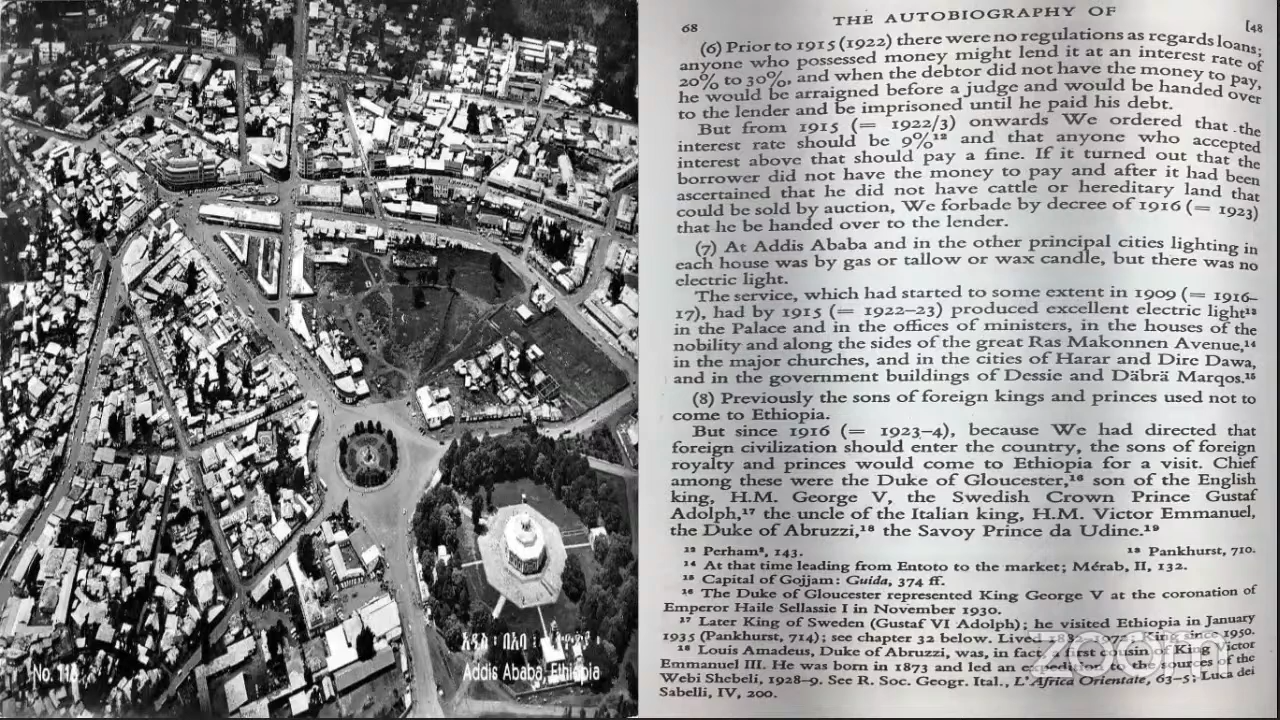 No. 118
Addis Ababa, Ethiopia
68
THE AUTOBIOGRAPHY OF
[48
(6) Prior to 1915 (1922) there were no regulations as regards loans;
anyone who possessed money might lend it at an interest rate of
20% to 30%, and when the debtor did not have the money to pay,
he would be arraigned before a judge and would be handed over
to the lender and be imprisoned until he paid his debt.
But from 1915 (= 1922/3) onwards We ordered that the
interest rate should be 9%¹² and that anyone who accepted
interest above that should pay a fine. If it turned out that the
borrower did not have the money to pay and after it had been
ascertained that he did not have cattle or hereditary land that
could be sold by auction, We forbade by decree of 1916 (= 1923)
that he be handed over to the lender.
(7) At Addis Ababa and in the other principal cities lighting in
each house was by gas or tallow or wax candle, but there was no
electric light.
The service, which had started to some extent in 1909 (= 1916–
17), had by 1915 (= 1922–23) produced excellent electric light¹³
in the Palace and in the offices of ministers, in the houses of the
nobility and along the sides of the great Ras Makonnen Avenue,¹⁴
in the major churches, and in the cities of Harar and Dire Dawa,
and in the government buildings of Dessie and Däbrä Marqos.¹⁵
(8) Previously the sons of foreign kings and princes used not to
come to Ethiopia.
But since 1916 (= 1923–4), because We had directed that
foreign civilization should enter the country, the sons of foreign
royalty and princes would come to Ethiopia for a visit. Chief
among these were the Duke of Gloucester,¹⁶ son of the English
king, H.M. George V, the Swedish Crown Prince Gustaf
Adolph,¹⁷ the uncle of the Italian king, H.M. Victor Emmanuel,
the Duke of Abruzzi,¹⁸ the Savoy Prince da Udine.¹⁹
¹² Perham², 143. ¹³ Pankhurst, 710.
¹⁴ At that time leading from Entoto to the market; Mérab, II, 132.
¹⁵ Capital of Gojjam: Guida, 374 ff.
¹⁶ The Duke of Gloucester represented King George V at the coronation of
Emperor Haile Sellassie I in November 1930.
¹⁷ Later King of Sweden (Gustaf VI Adolph); he visited Ethiopia in January
1935 (Pankhurst, 714); see chapter 32 below. 1950.
¹⁸ Louis Amadeus, Duke of Abruzzi, was, in fact, first cousin of King Victor
Emmanuel III. He was born in 1873 and led an expedition to the sources of the
Webi Shebeli, 1928–9. See R. Soc. Geogr. Ital., L'Africa Orientale, 63–5; Luca dei
Sabelli, IV, 200.
zoom